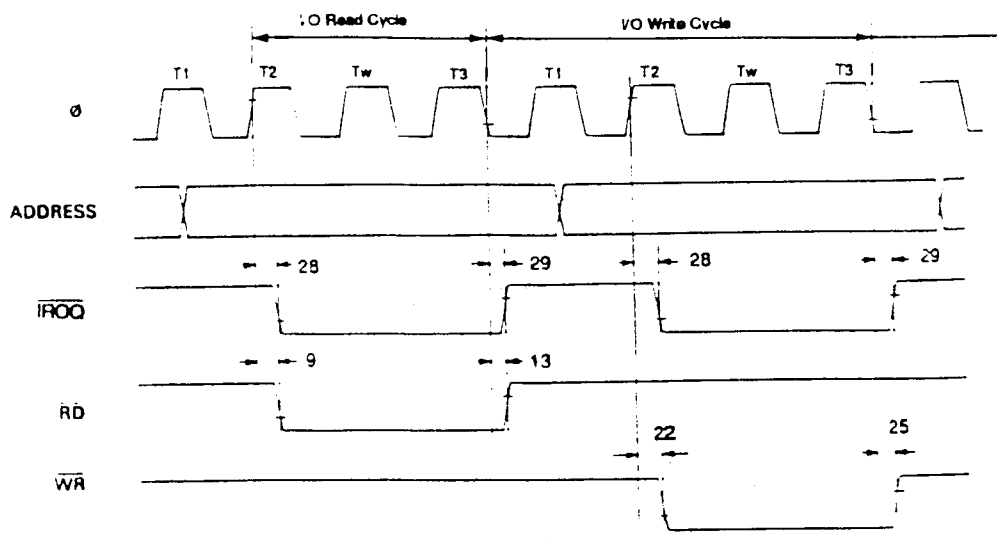 I/O Read Cycle I/O Write Cycle
T1 T2 Tw T3 T1 T2 Tw T3
Ø
ADDRESS
28 29 28 29
IROQ
9 13
RD
22 25
WR